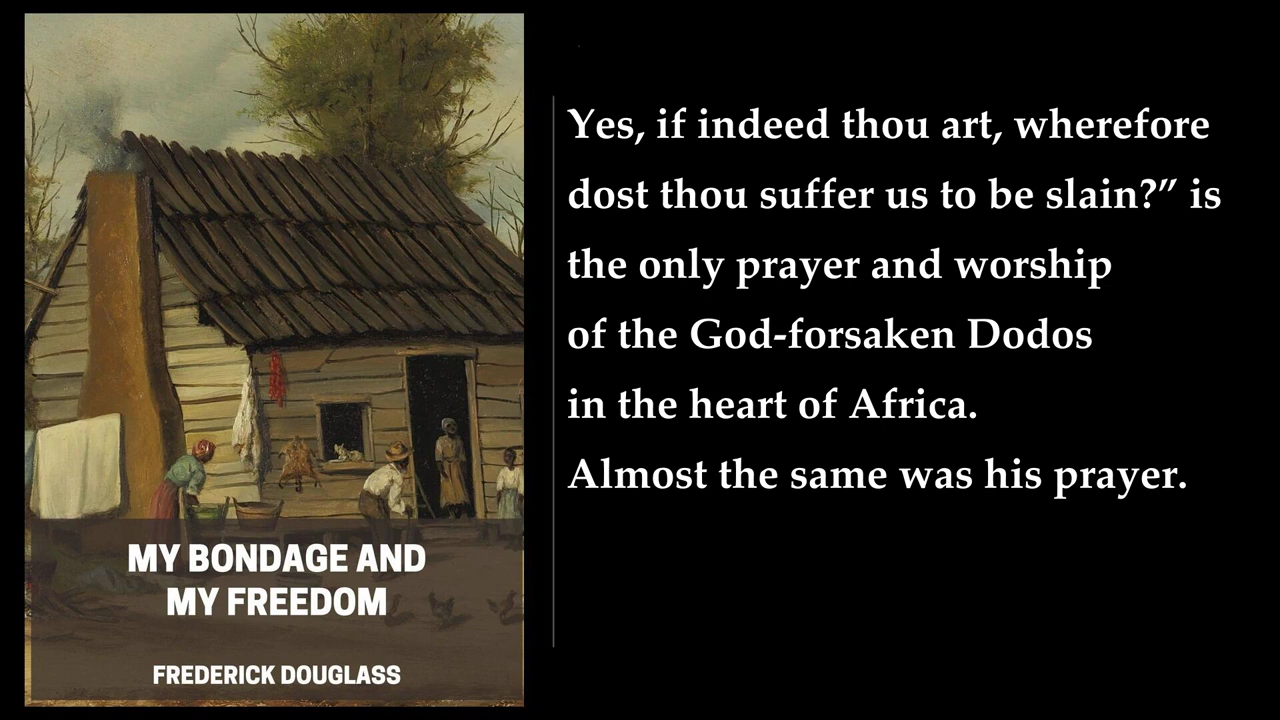 MY BONDAGE AND
MY FREEDOM
FREDERICK DOUGLASS
Yes, if indeed thou art, wherefore
dost thou suffer us to be slain?” is
the only prayer and worship
of the God-forsaken Dodos
in the heart of Africa.
Almost the same was his prayer.